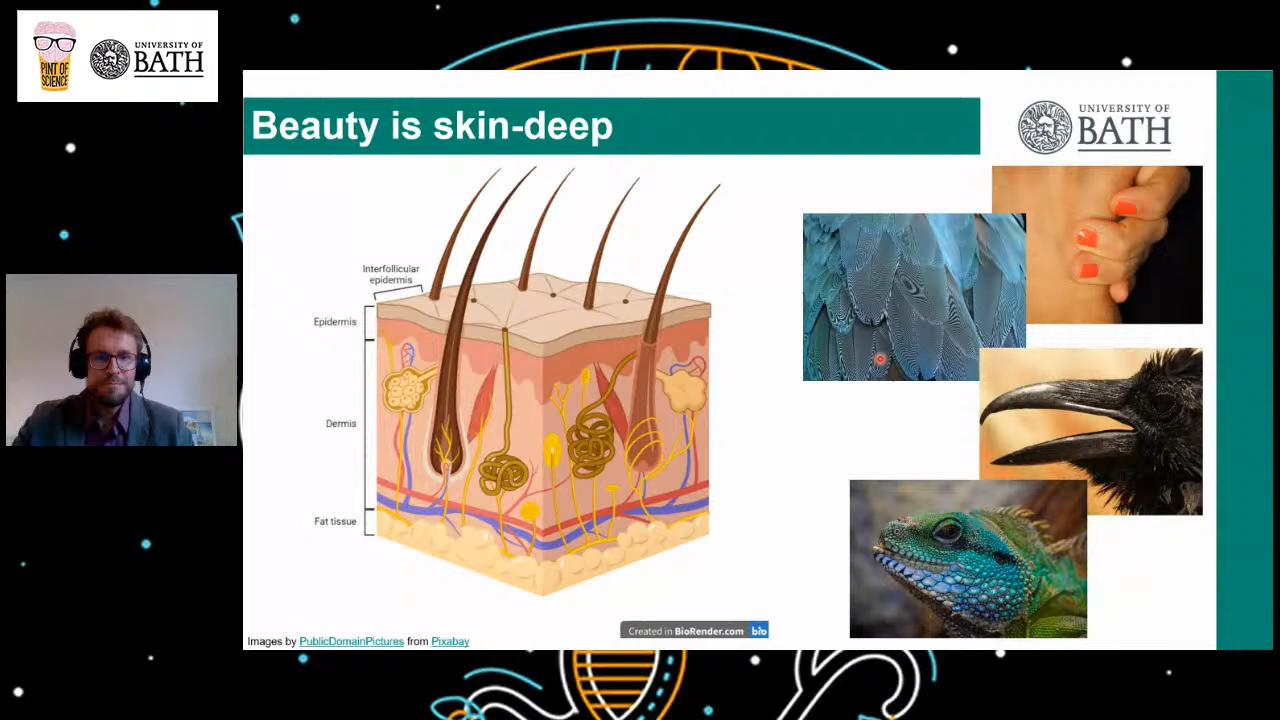 PINT OF
SCIENCE
UNIVERSITY OF
BATH
Beauty is skin-deep
UNIVERSITY OF
BATH
Interfollicular
epidermis
Epidermis
Dermis
Fat tissue
Created in BioRender.com bio
Images by PublicDomainPictures from Pixabay